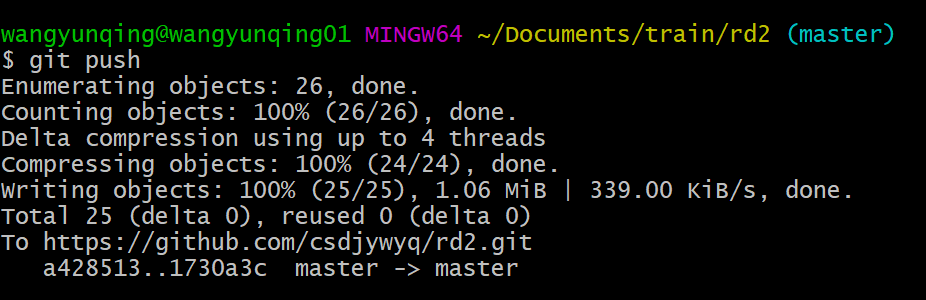 wangyunqing@wangyunqing01 MINGW64 ~/Documents/train/rd2 (master)
$ git push
Enumerating objects: 26, done.
Counting objects: 100% (26/26), done.
Delta compression using up to 4 threads
Compressing objects: 100% (24/24), done.
Writing objects: 100% (25/25), 1.06 MiB | 339.00 KiB/s, done.
Total 25 (delta 0), reused 0 (delta 0)
To https://github.com/csdjywyq/rd2.git
   a428513..1730a3c  master -> master